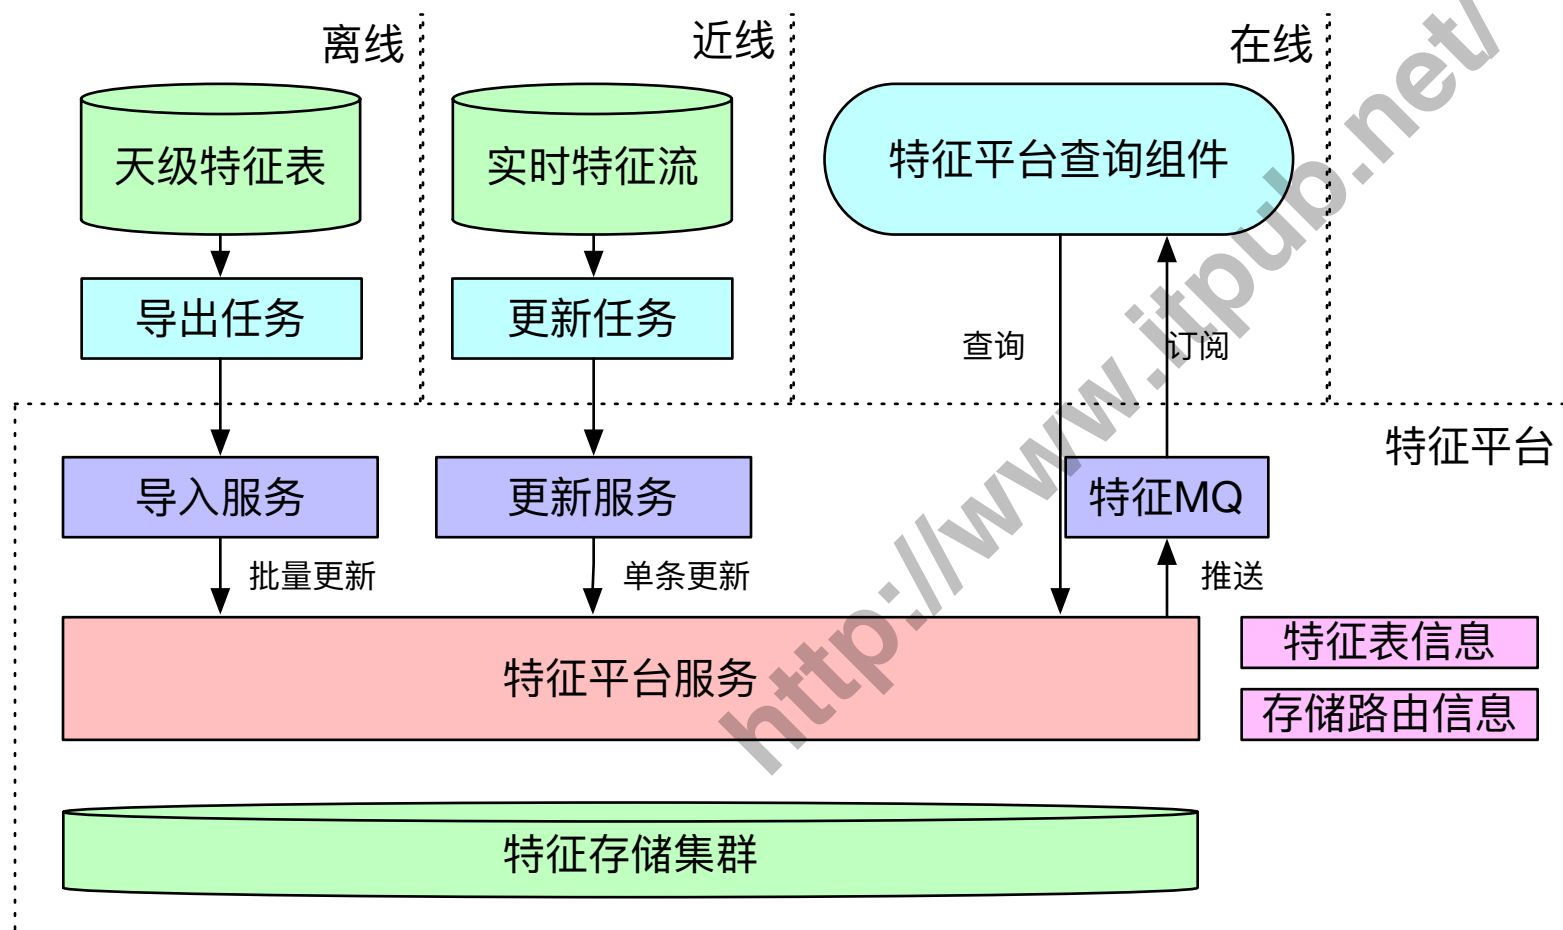 离线
近线
在线
天级特征表
实时特征流
特征平台查询组件
导出任务
更新任务
查询
订阅
特征平台
导入服务
更新服务
特征MQ
批量更新
单条更新
推送
特征平台服务
特征表信息
存储路由信息
特征存储集群
http://www.itpub.net/